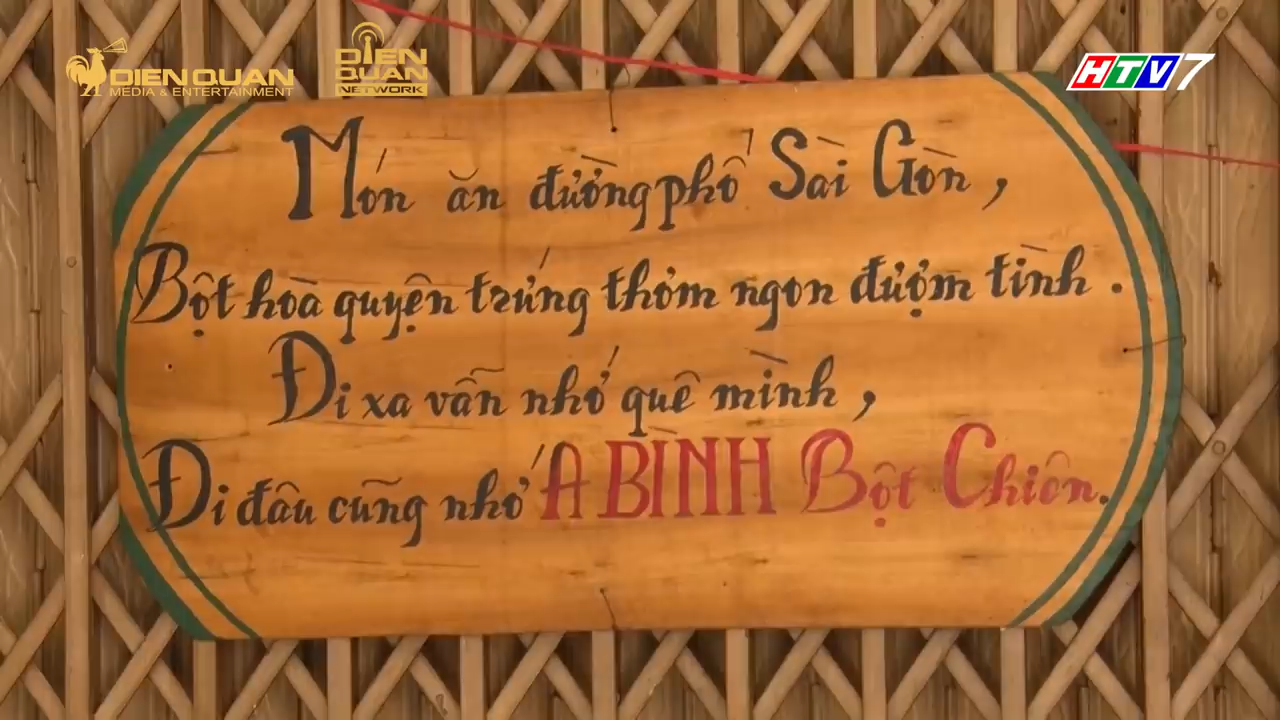 DIEN QUAN
MEDIA & ENTERTAINMENT
DIEN
QUAN
NETWORK
HTV7
Món ăn đường phố Sài Gòn,
Bột hòa quyện trứng thơm ngon đượm tình.
Đi xa vẫn nhớ quê mình,
Đi đâu cũng nhớ A BÌNH Bột Chiên.